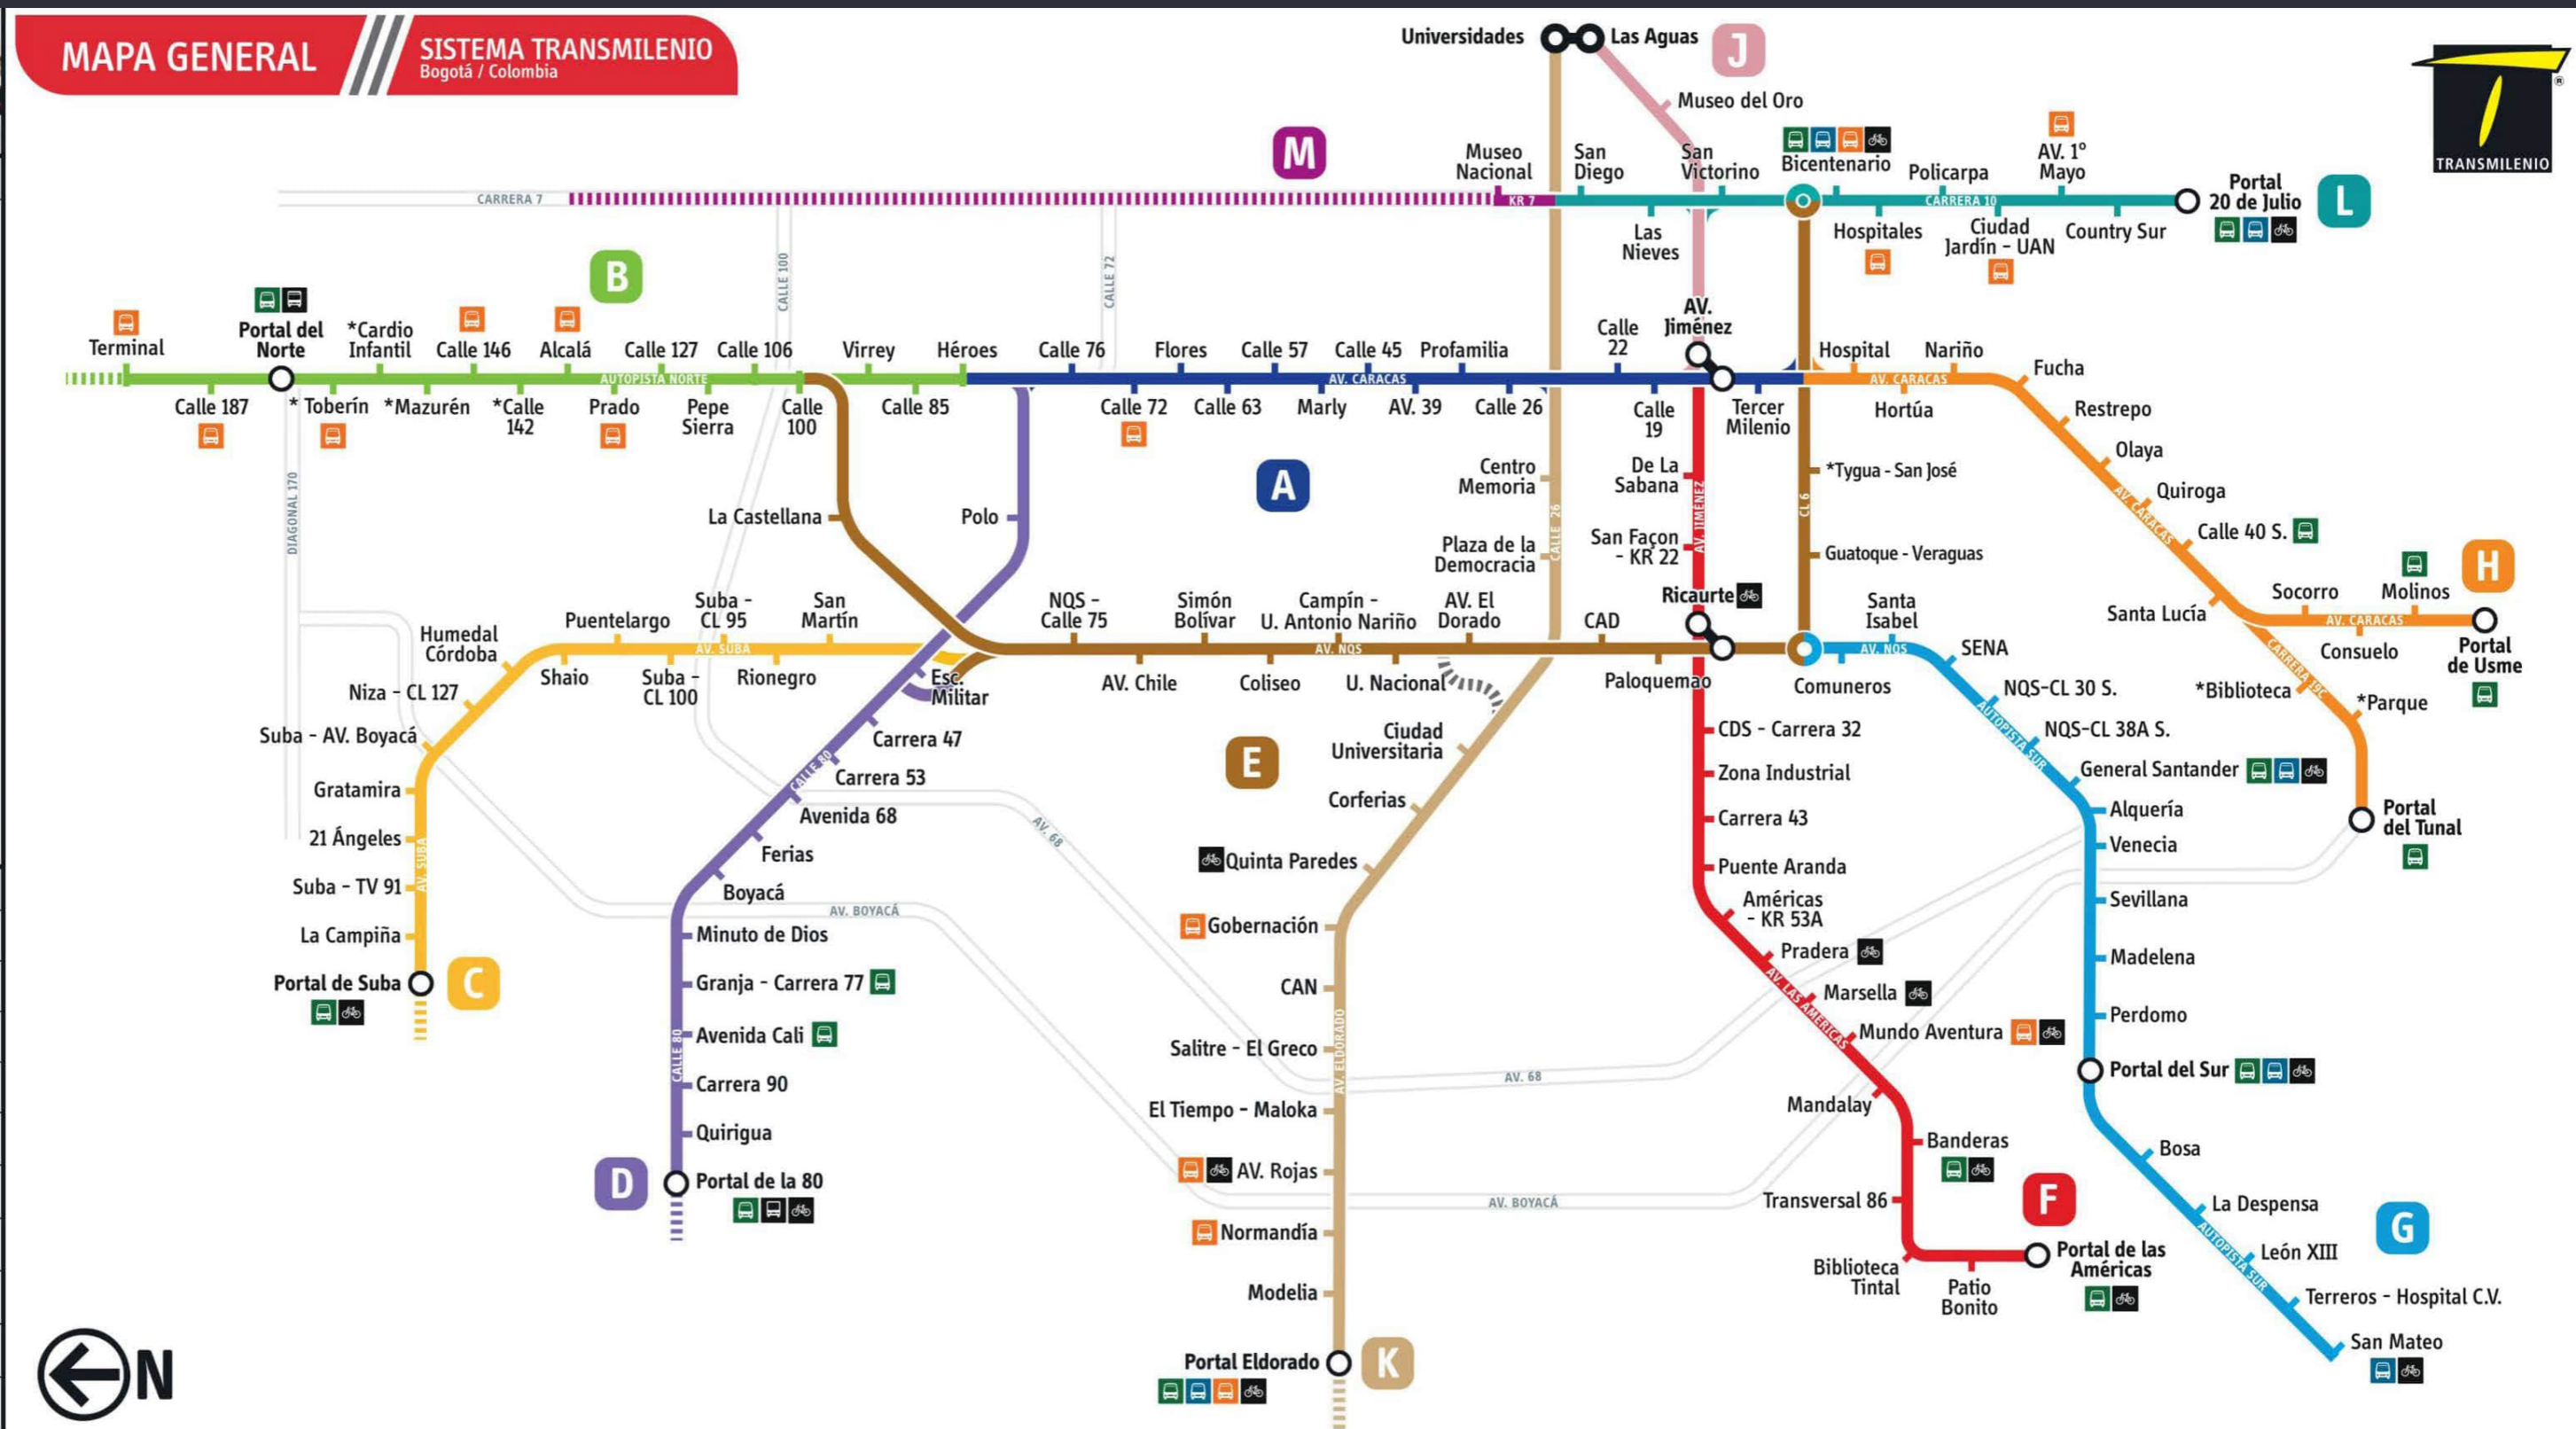 MAPA GENERAL
SISTEMA TRANSMILENIO
Bogotá / Colombia
Universidades
Las Aguas
J
Museo del Oro
TRANSMILENIO
®
M
Museo
Nacional
San
Diego
San
Victorino
Bicentenario
Policarpa
AV. 1º
Mayo
Portal
20 de Julio
L
CARRERA 7
KR 7
CARRERA 10
Las
Nieves
Hospitales
Ciudad
Jardín - UAN
Country Sur
B
CALLE 100
CALLE 72
Terminal
Portal del
Norte
*Cardio
Infantil
Calle 146
Alcalá
Calle 127
Calle 106
Virrey
Héroes
Calle 76
Flores
Calle 57
Calle 45
Profamilia
Calle
22
AV.
Jiménez
Hospital
Nariño
Fucha
AUTOPISTA NORTE
AV. CARACAS
AV. CARACAS
Calle 187
* Toberín
*Mazurén
*Calle
142
Prado
Pepe
Sierra
Calle
100
Calle 85
Calle 72
Calle 63
Marly
AV. 39
Calle 26
Calle
19
Tercer
Milenio
Hortúa
Restrepo
Olaya
Quiroga
AV. CARACAS
Calle 40 S.
Santa Lucía
Socorro
Molinos
H
AV. CARACAS
Consuelo
Portal
de Usme
CARRERA 19C
*Biblioteca
*Parque
Portal
del Tunal
A
DIAGONAL 170
La Castellana
Polo
Centro
Memoria
Plaza de la
Democracia
CALLE 26
De La
Sabana
San Façon
- KR 22
AV. JIMÉNEZ
Ricaurte
CL 6
*Tygua - San José
Guatoque - Veraguas
Humedal
Córdoba
Puentelargo
Suba -
CL 95
San
Martín
AV. SUBA
Shaio
Suba -
CL 100
Rionegro
Niza - CL 127
Suba - AV. Boyacá
Gratamira
21 Ángeles
AV. SUBA
Suba - TV 91
La Campiña
Portal de Suba
C
NQS -
Calle 75
Simón
Bolívar
Campín -
U. Antonio Nariño
AV. El
Dorado
CAD
AV. NQS
AV. Chile
Coliseo
U. Nacional
Paloquemao
Santa
Isabel
AV. NQS
Comuneros
SENA
NQS-CL 30 S.
AUTOPISTA SUR
NQS-CL 38A S.
General Santander
Alquería
Venecia
Sevillana
Madelena
Perdomo
Portal del Sur
Bosa
La Despensa
G
León XIII
AUTOPISTA SUR
Terreros - Hospital C.V.
San Mateo
Esc.
Militar
Carrera 47
CALLE 80
Carrera 53
Avenida 68
Ferias
Boyacá
Minuto de Dios
Granja - Carrera 77
Avenida Cali
CALLE 80
Carrera 90
Quirigua
D
Portal de la 80
AV. 68
AV. BOYACÁ
E
Ciudad
Universitaria
Corferias
Quinta Paredes
Gobernación
CAN
Salitre - El Greco
AV. ELDORADO
El Tiempo - Maloka
AV. Rojas
Normandía
Modelia
Portal Eldorado
K
AV. 68
AV. BOYACÁ
CDS - Carrera 32
Zona Industrial
Carrera 43
Puente Aranda
Américas
- KR 53A
Pradera
AV. LAS AMÉRICAS
Marsella
Mundo Aventura
Mandalay
Banderas
Transversal 86
F
Biblioteca
Tintal
Patio
Bonito
Portal de las
Américas
N